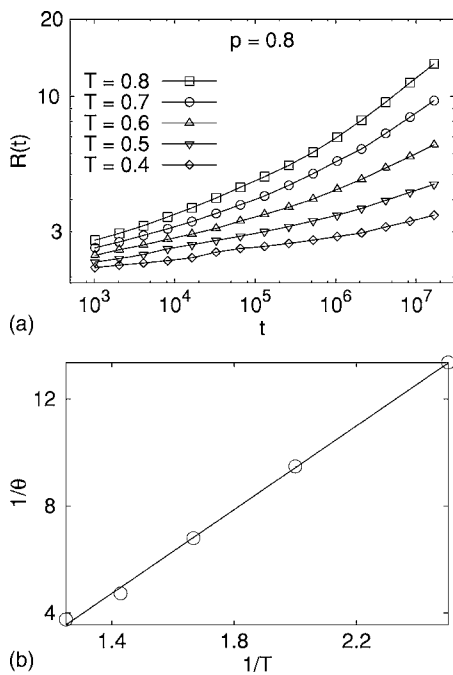 20
p = 0.8
T = 0.8
T = 0.7
T = 0.6
T = 0.5
T = 0.4
10
R(t)
3
10³ 10⁴ 10⁵ 10⁶ 10⁷
(a)
t
12
1/θ
8
4
1.4 1.8 2.2
(b)
1/T